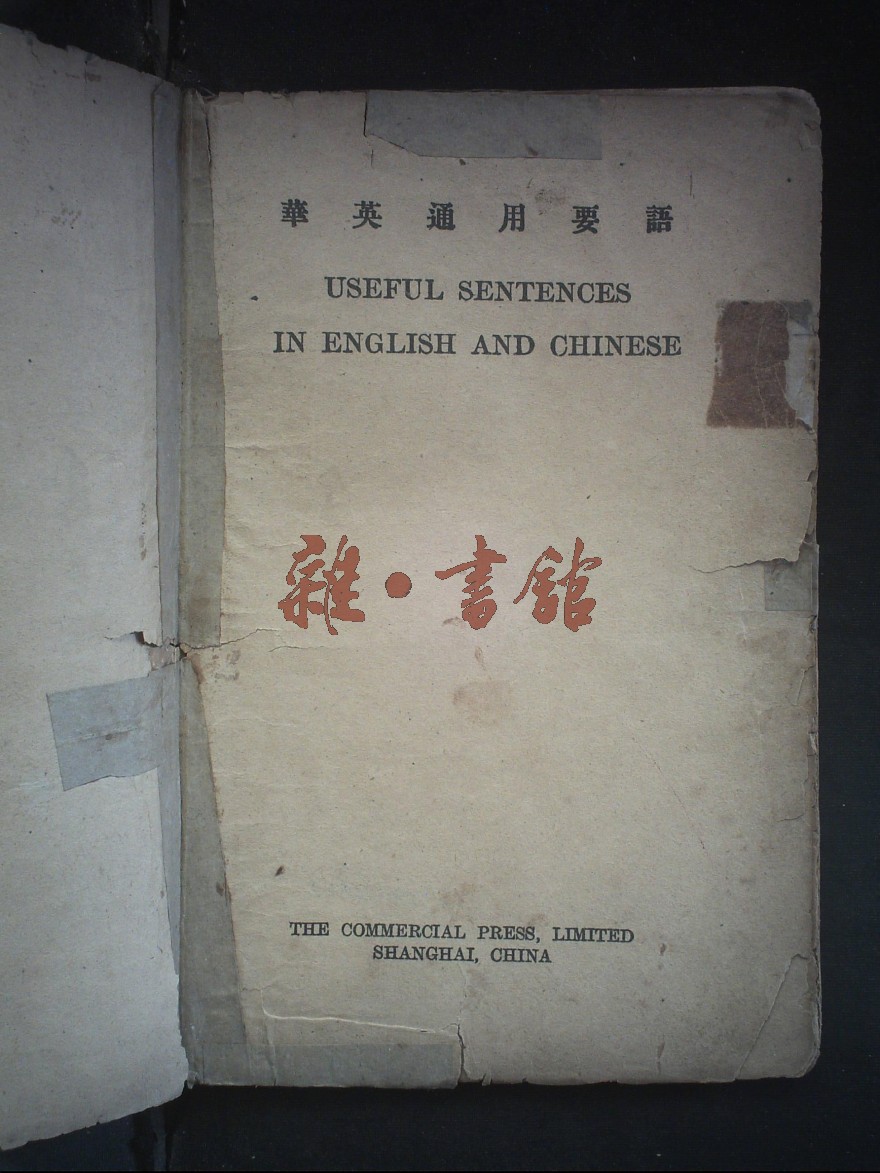 華英通用要語
USEFUL SENTENCES
IN ENGLISH AND CHINESE
雜·書館
THE COMMERCIAL PRESS, LIMITED
SHANGHAI, CHINA